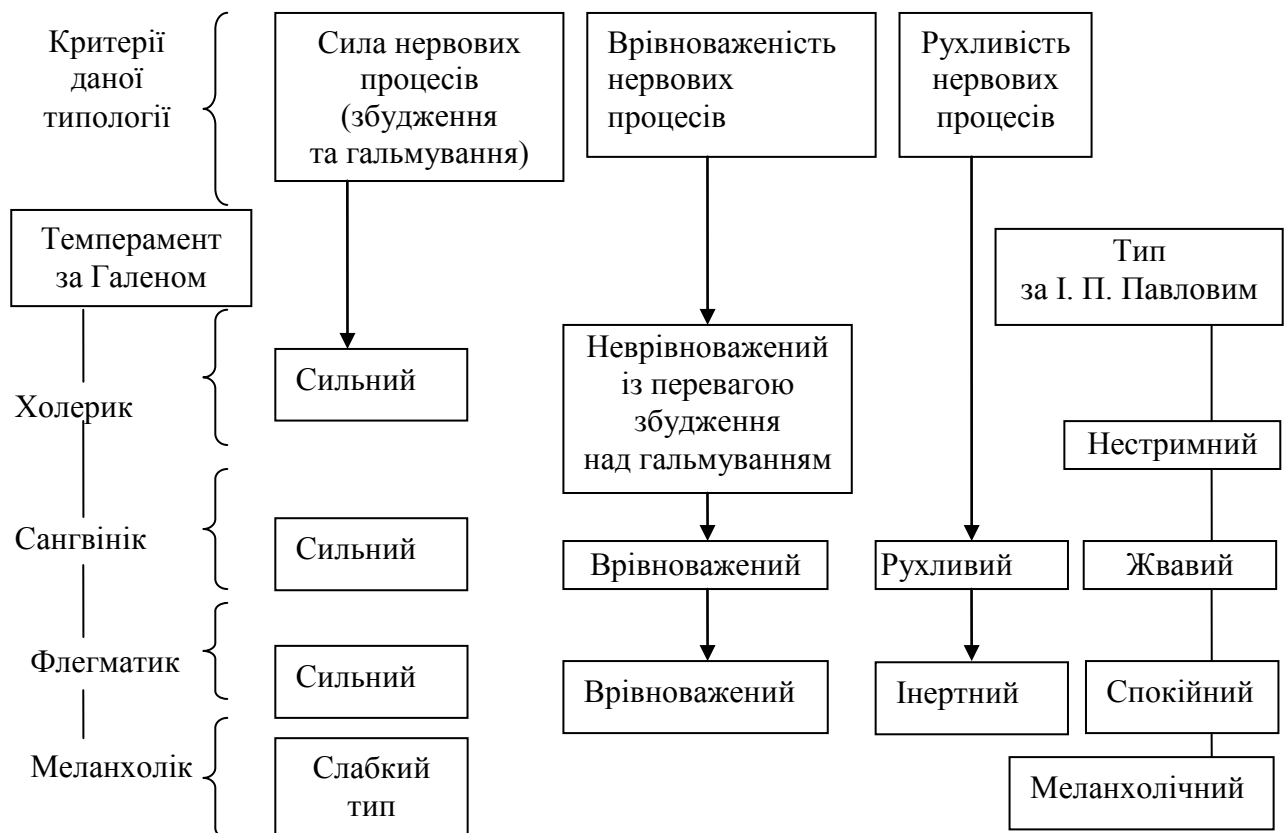 Критерії
даної
типології
Сила нервових
процесів
(збудження
та гальмування)
Врівноваженість
нервових
процесів
Рухливість
нервових
процесів
Темперамент
за Галеном
Тип
за І. П. Павловим
Холерик
Сильний
Неврівноважений
із перевагою
збудження
над гальмуванням
Нестримний
Сангвінік
Сильний
Врівноважений
Рухливий
Жвавий
Флегматик
Сильний
Врівноважений
Інертний
Спокійний
Меланхолік
Слабкий
тип
Меланхолічний